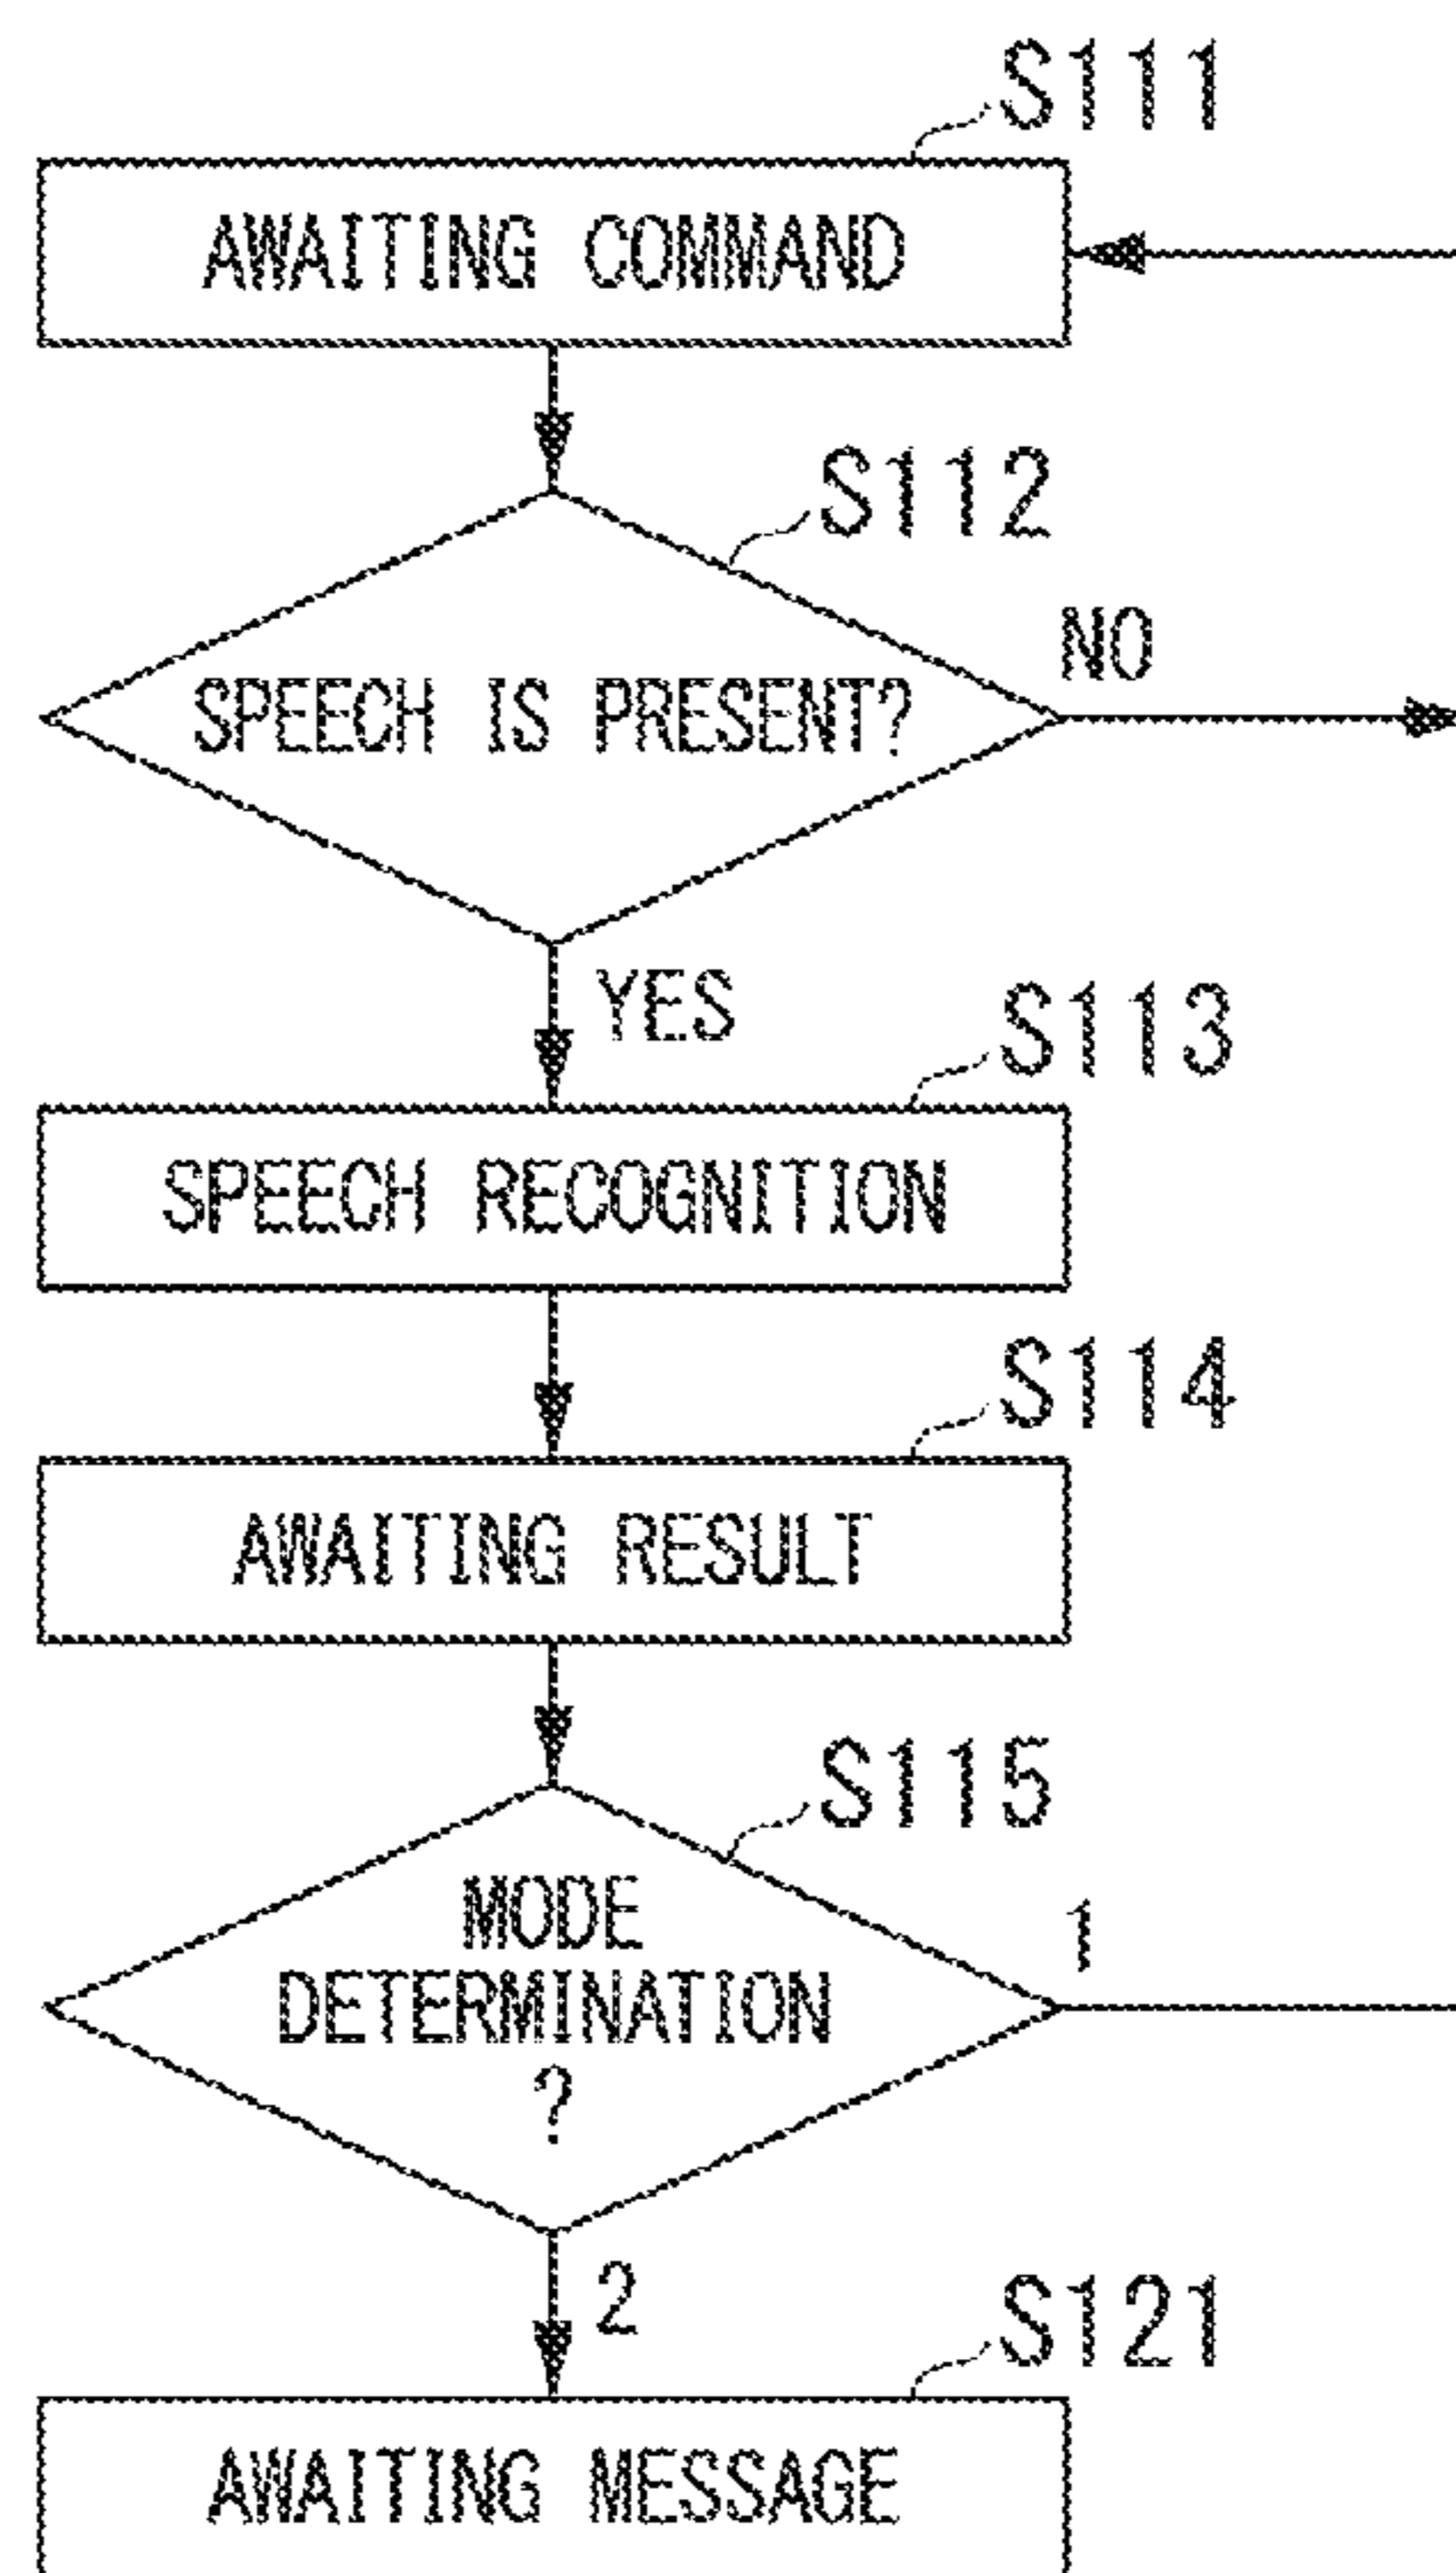 S111
AWAITING COMMAND
S112
NO
SPEECH IS PRESENT?
YES
S113
SPEECH RECOGNITION
S114
AWAITING RESULT
S115
MODE
1
DETERMINATION
?
2
S121
AWAITING MESSAGE